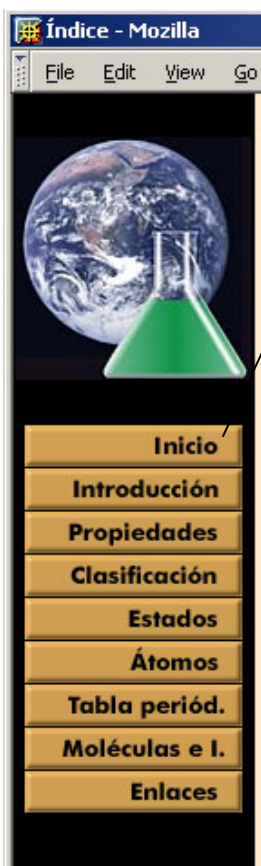 Índice - Mozilla
File Edit View Go
Inicio
Introducción
Propiedades
Clasificación
Estados
Átomos
Tabla periód.
Moléculas e I.
Enlaces